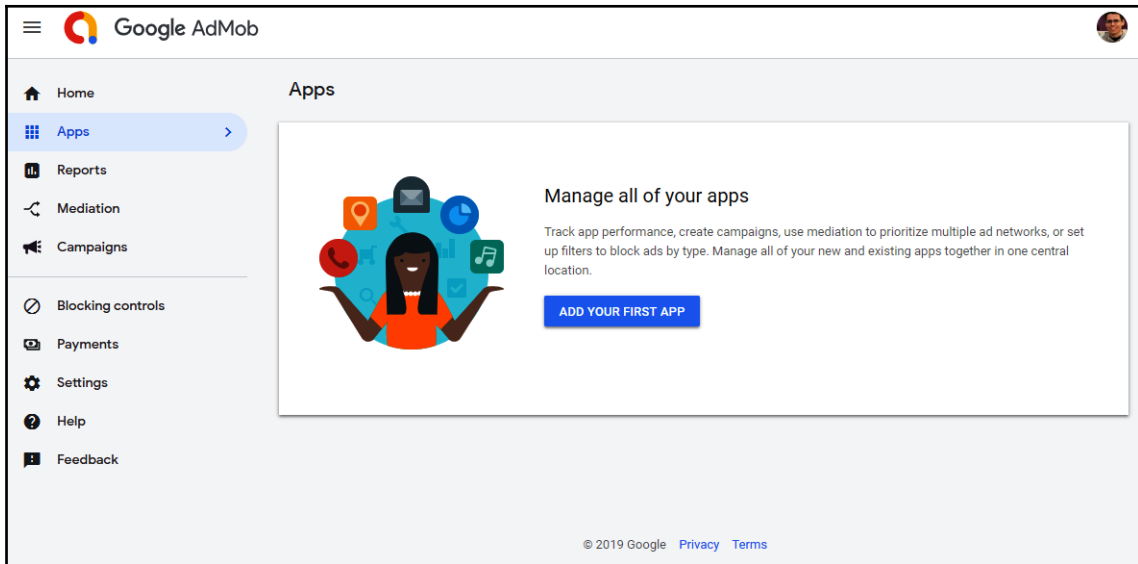 Google AdMob
Home
Apps
Reports
Mediation
Campaigns
Blocking controls
Payments
Settings
Help
Feedback
Apps
Manage all of your apps
Track app performance, create campaigns, use mediation to prioritize multiple ad networks, or set
up filters to block ads by type. Manage all of your new and existing apps together in one central
location.
ADD YOUR FIRST APP
© 2019 Google Privacy Terms